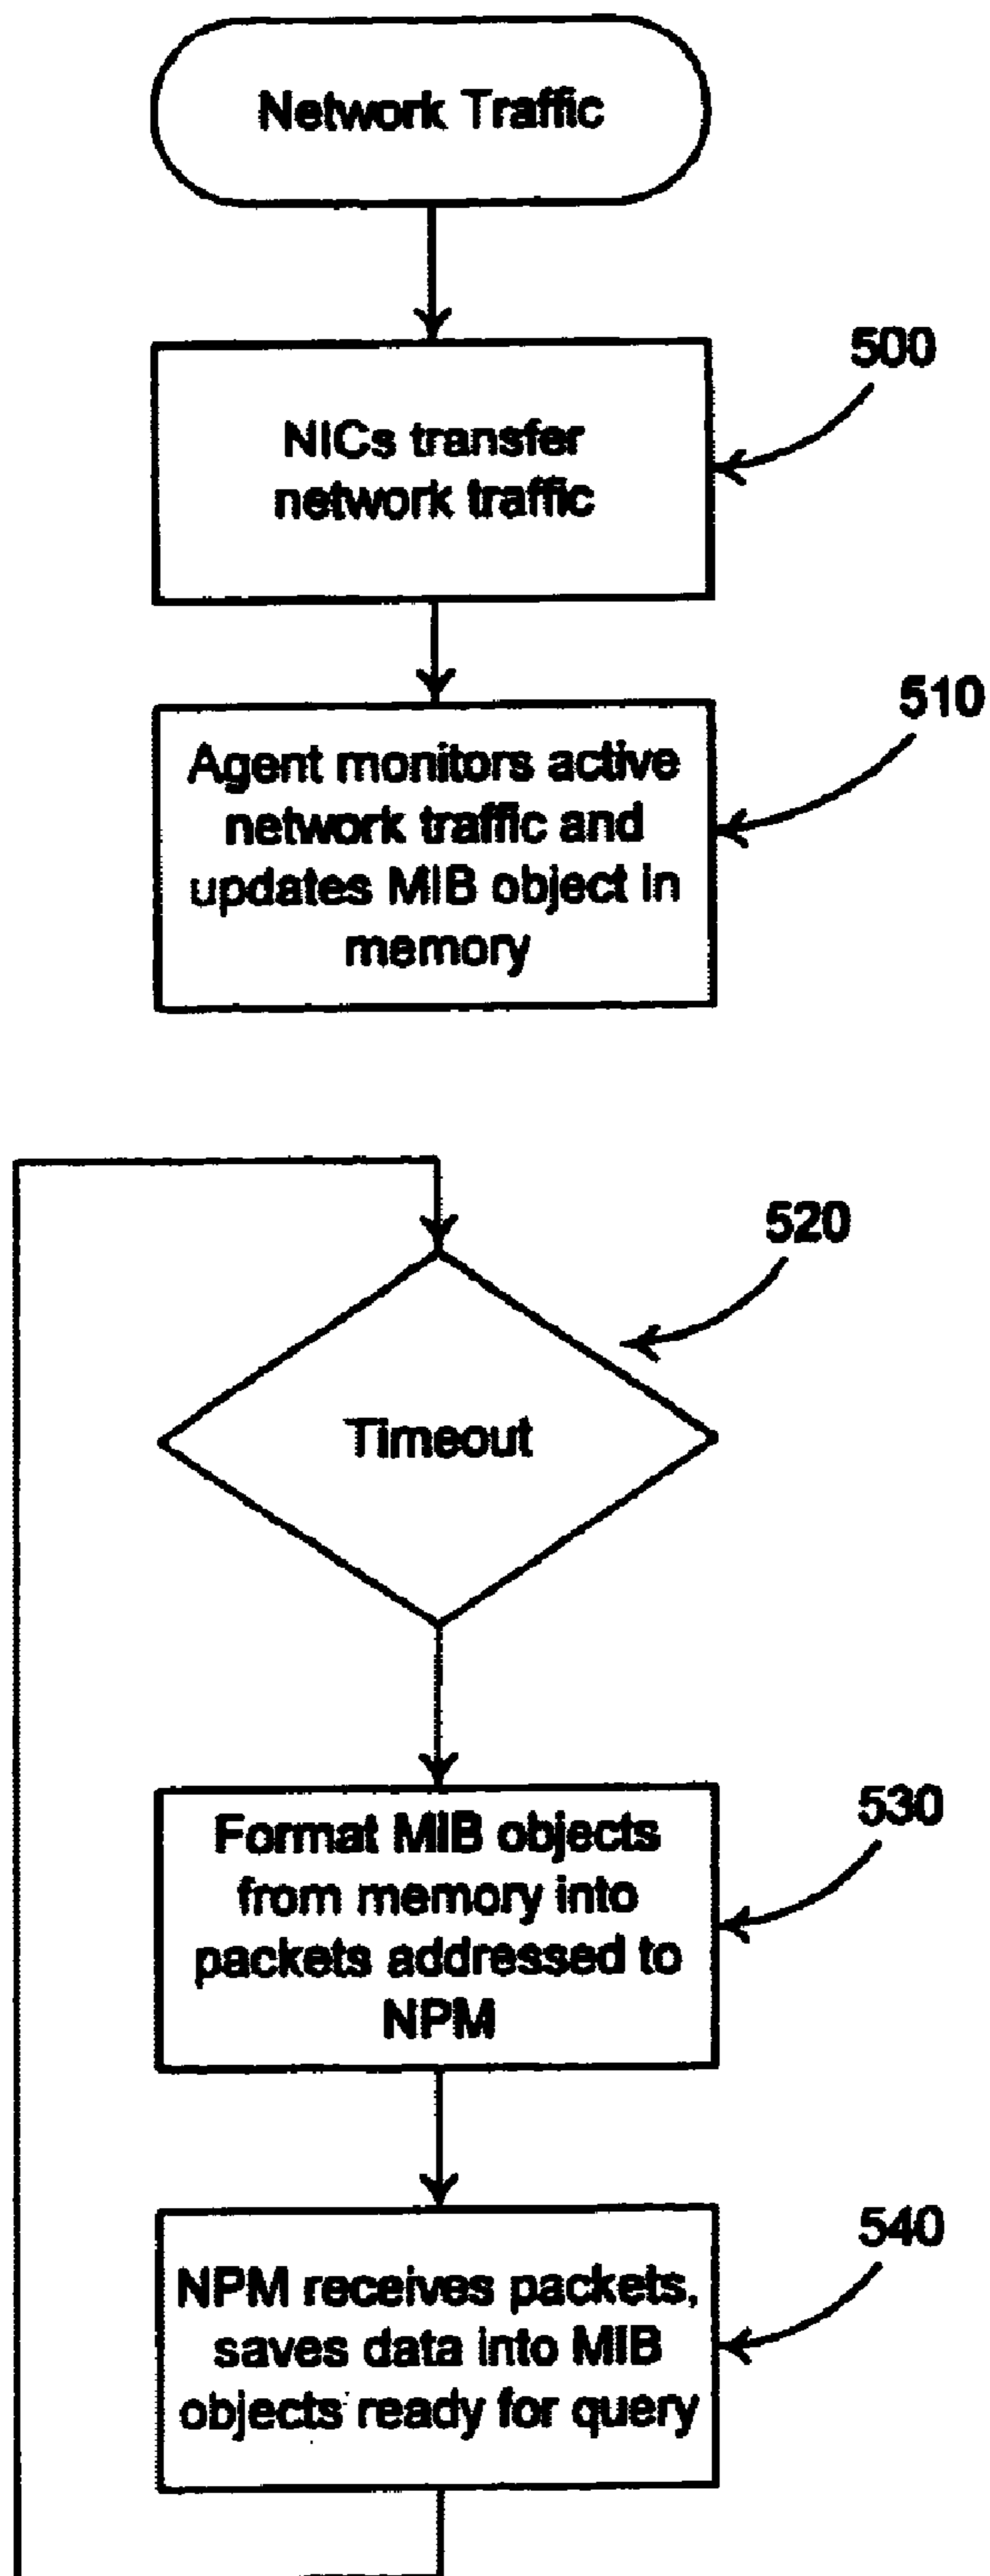 Network Traffic
500
NICs transfer
network traffic
510
Agent monitors active
network traffic and
updates MIB object in
memory
520
Timeout
530
Format MIB objects
from memory into
packets addressed to
NPM
540
NPM receives packets,
saves data into MIB
objects ready for query